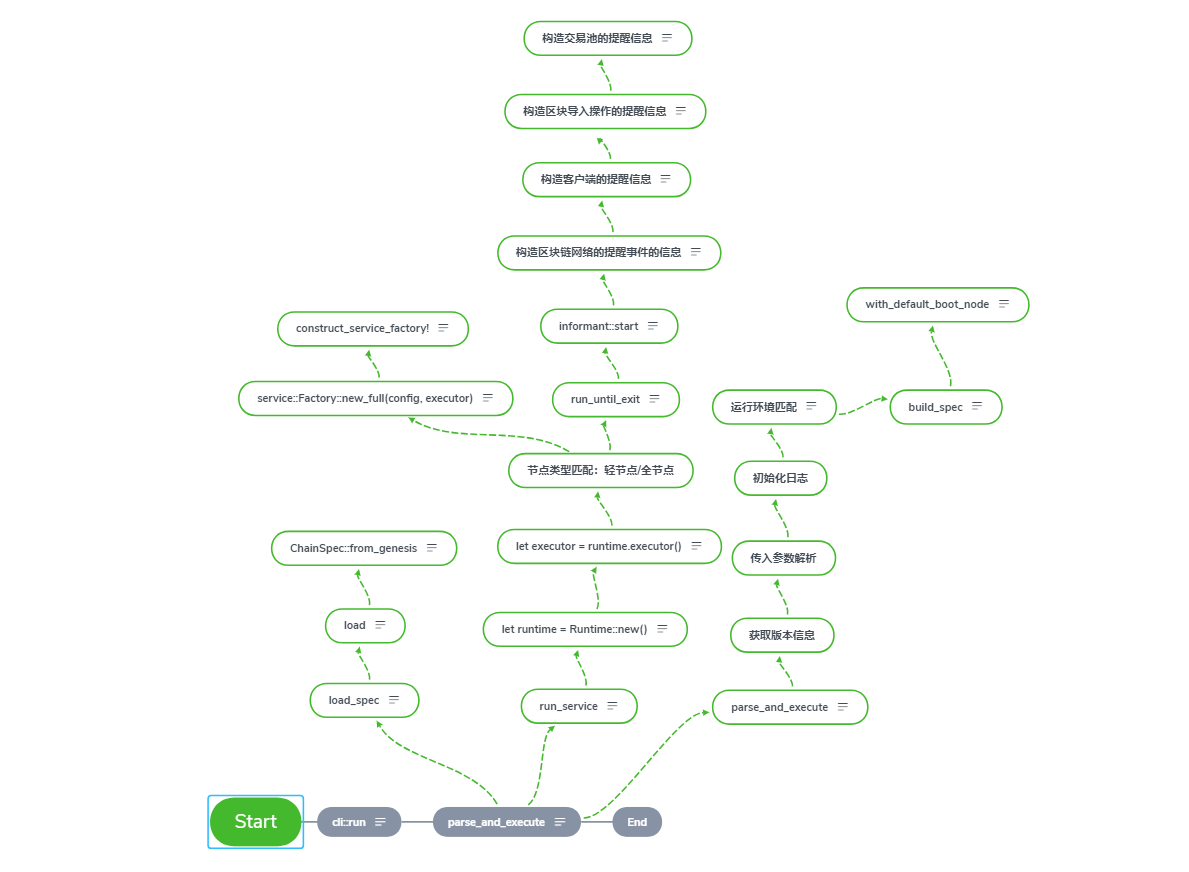 构造交易池的提醒信息
构造区块导入操作的提醒信息
构造客户端的提醒信息
构造区块链网络的提醒事件的信息
with_default_boot_node
construct_service_factory!
informant::start
service::Factory::new_full(config, executor)
run_until_exit
运行环境匹配
build_spec
节点类型匹配：轻节点/全节点
初始化日志
ChainSpec::from_genesis
let executor = runtime.executor()
传入参数解析
load
let runtime = Runtime::new()
获取版本信息
load_spec
run_service
parse_and_execute
Start
cli::run
parse_and_execute
End